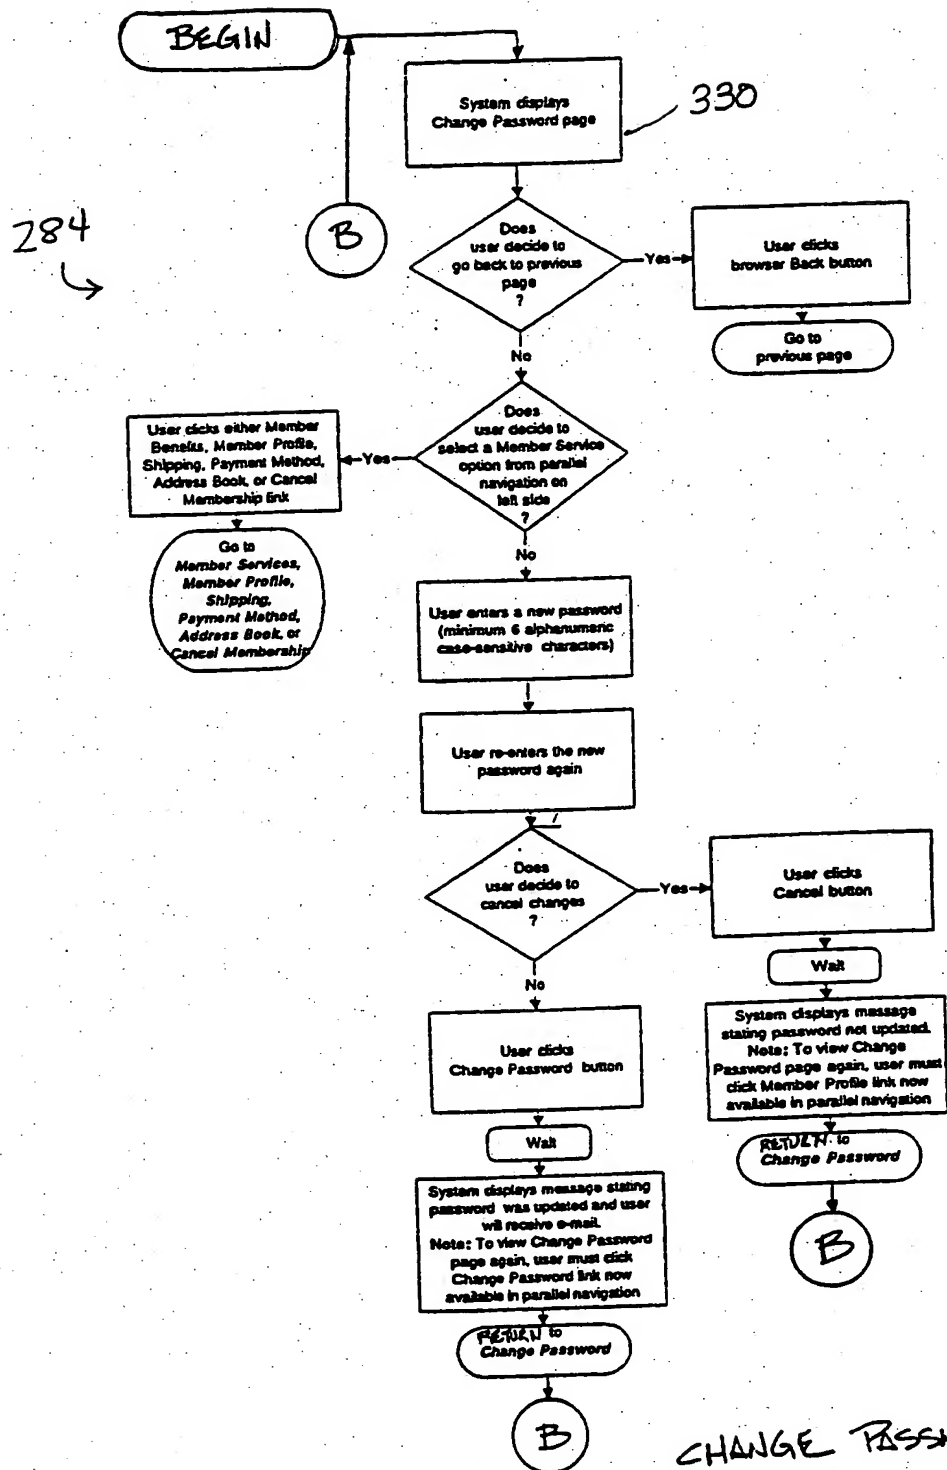 BEGIN
System displays
Change Password page
330
284
B
Does
user decide to
go back to previous
page
?
Yes
User clicks
browser Back button
Go to
previous page
No
Does
user decide to
select a Member Service
option from parallel
navigation on
left side
?
Yes
User clicks either Member
Benefits, Member Profile,
Shipping, Payment Method,
Address Book, or Cancel
Membership link
Go to
Member Services,
Member Profile,
Shipping,
Payment Method,
Address Book, or
Cancel Membership
No
User enters a new password
(minimum 6 alphanumeric
case-sensitive characters)
User re-enters the new
password again
Does
user decide to
cancel changes
?
Yes
User clicks
Cancel button
Wait
System displays message
stating password not updated.
Note: To view Change
Password page again, user must
click Member Profile link now
available in parallel navigation
RETURN to
Change Password
B
No
User clicks
Change Password button
Wait
System displays message stating
password was updated and user
will receive e-mail.
Note: To view Change Password
page again, user must click
Change Password link now
available in parallel navigation
RETURN to
Change Password
B
CHANGE